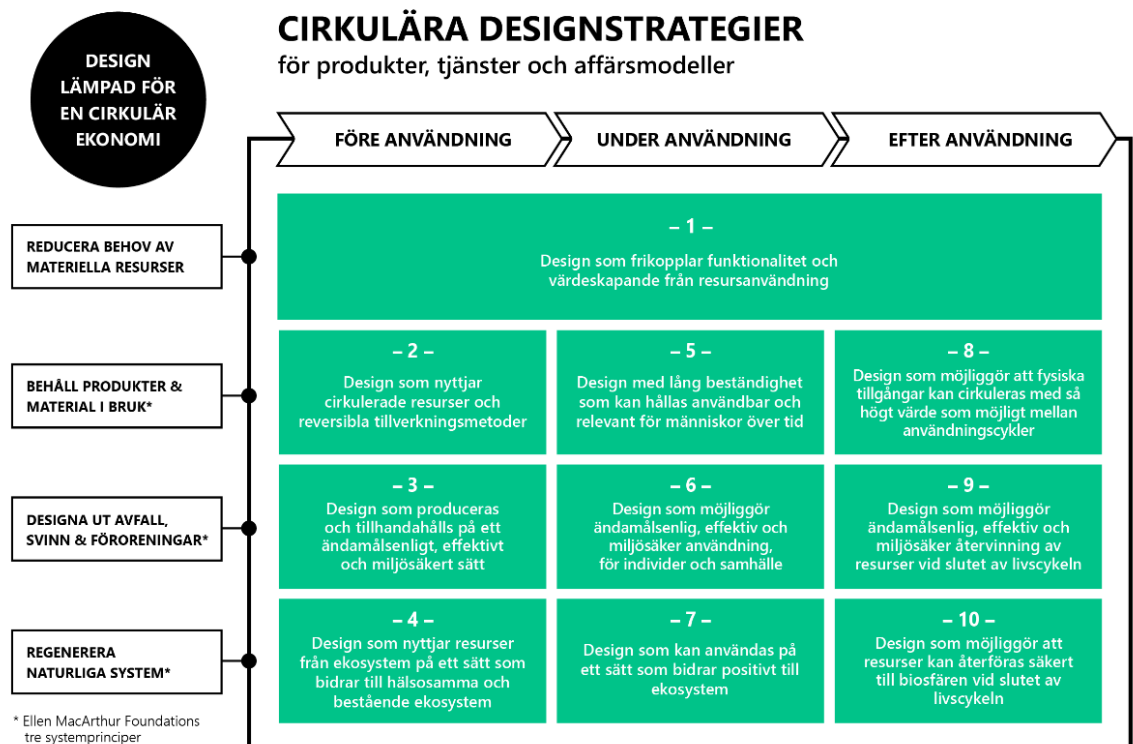 DESIGN
LÄMPAD FÖR
EN CIRKULÄR
EKONOMI
CIRKULÄRA DESIGNSTRATEGIER
för produkter, tjänster och affärsmodeller
FÖRE ANVÄNDNING
UNDER ANVÄNDNING
EFTER ANVÄNDNING
REDUCERA BEHOV AV
MATERIELLA RESURSER
– 1 –
Design som frikopplar funktionalitet och
värdeskapande från resursanvändning
BEHÅLL PRODUKTER &
MATERIAL I BRUK*
– 2 –
Design som nyttjar
cirkulerade resurser och
reversibla tillverkningsmetoder
– 5 –
Design med lång beständighet
som kan hållas användbar och
relevant för människor över tid
– 8 –
Design som möjliggör att fysiska
tillgångar kan cirkuleras med så
högt värde som möjligt mellan
användningscykler
DESIGNA UT AVFALL,
SVINN & FÖRORENINGAR*
– 3 –
Design som produceras
och tillhandahålls på ett
ändamålsenligt, effektivt
och miljösäkert sätt
– 6 –
Design som möjliggör
ändamålsenlig, effektiv och
miljösäker användning,
för individer och samhälle
– 9 –
Design som möjliggör
ändamålsenlig, effektiv och
miljösäker återvinning av
resurser vid slutet av livscykeln
REGENERERA
NATURLIGA SYSTEM*
– 4 –
Design som nyttjar resurser
från ekosystem på ett sätt som
bidrar till hälsosamma och
bestående ekosystem
– 7 –
Design som kan användas på
ett sätt som bidrar positivt till
ekosystem
– 10 –
Design som möjliggör att
resurser kan återföras säkert
till biosfären vid slutet av
livscykeln
* Ellen MacArthur Foundations
tre systemprinciper